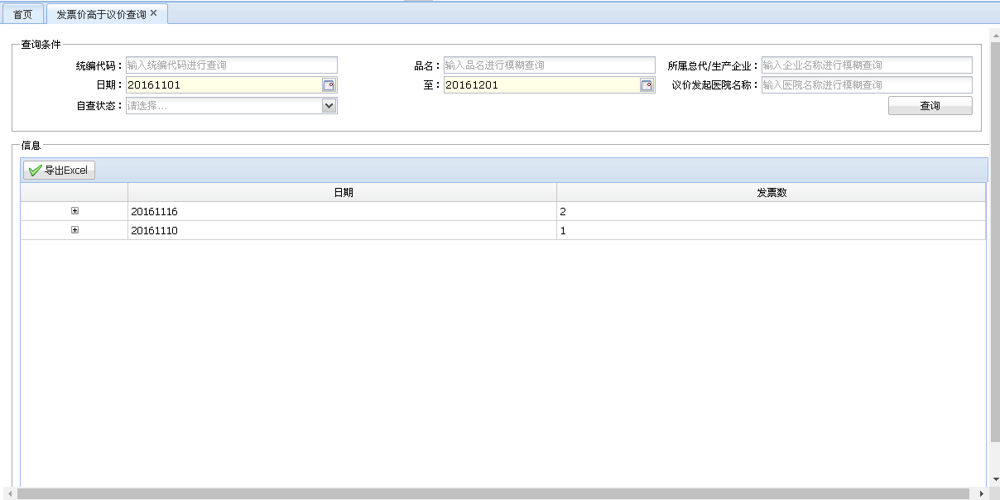 首页 发票价高于议价查询
查询条件
统编代码： 输入统编代码进行查询 品名： 输入品名进行模糊查询 所属总代/生产企业： 输入企业名称进行模糊查询
日期： 20161101 至： 20161201 议价发起医院名称： 输入医院名称进行模糊查询
自查状态： 请选择... 查询
信息
导出Excel
日期 发票数
20161116 2
20161110 1